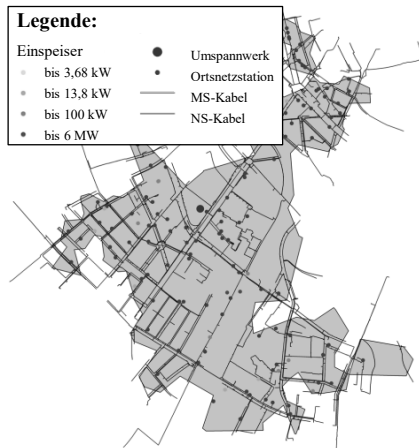 Legende:
Einspeiser
bis 3,68 kW
bis 13,8 kW
bis 100 kW
bis 6 MW
Umspannwerk
Ortsnetzstation
MS-Kabel
NS-Kabel